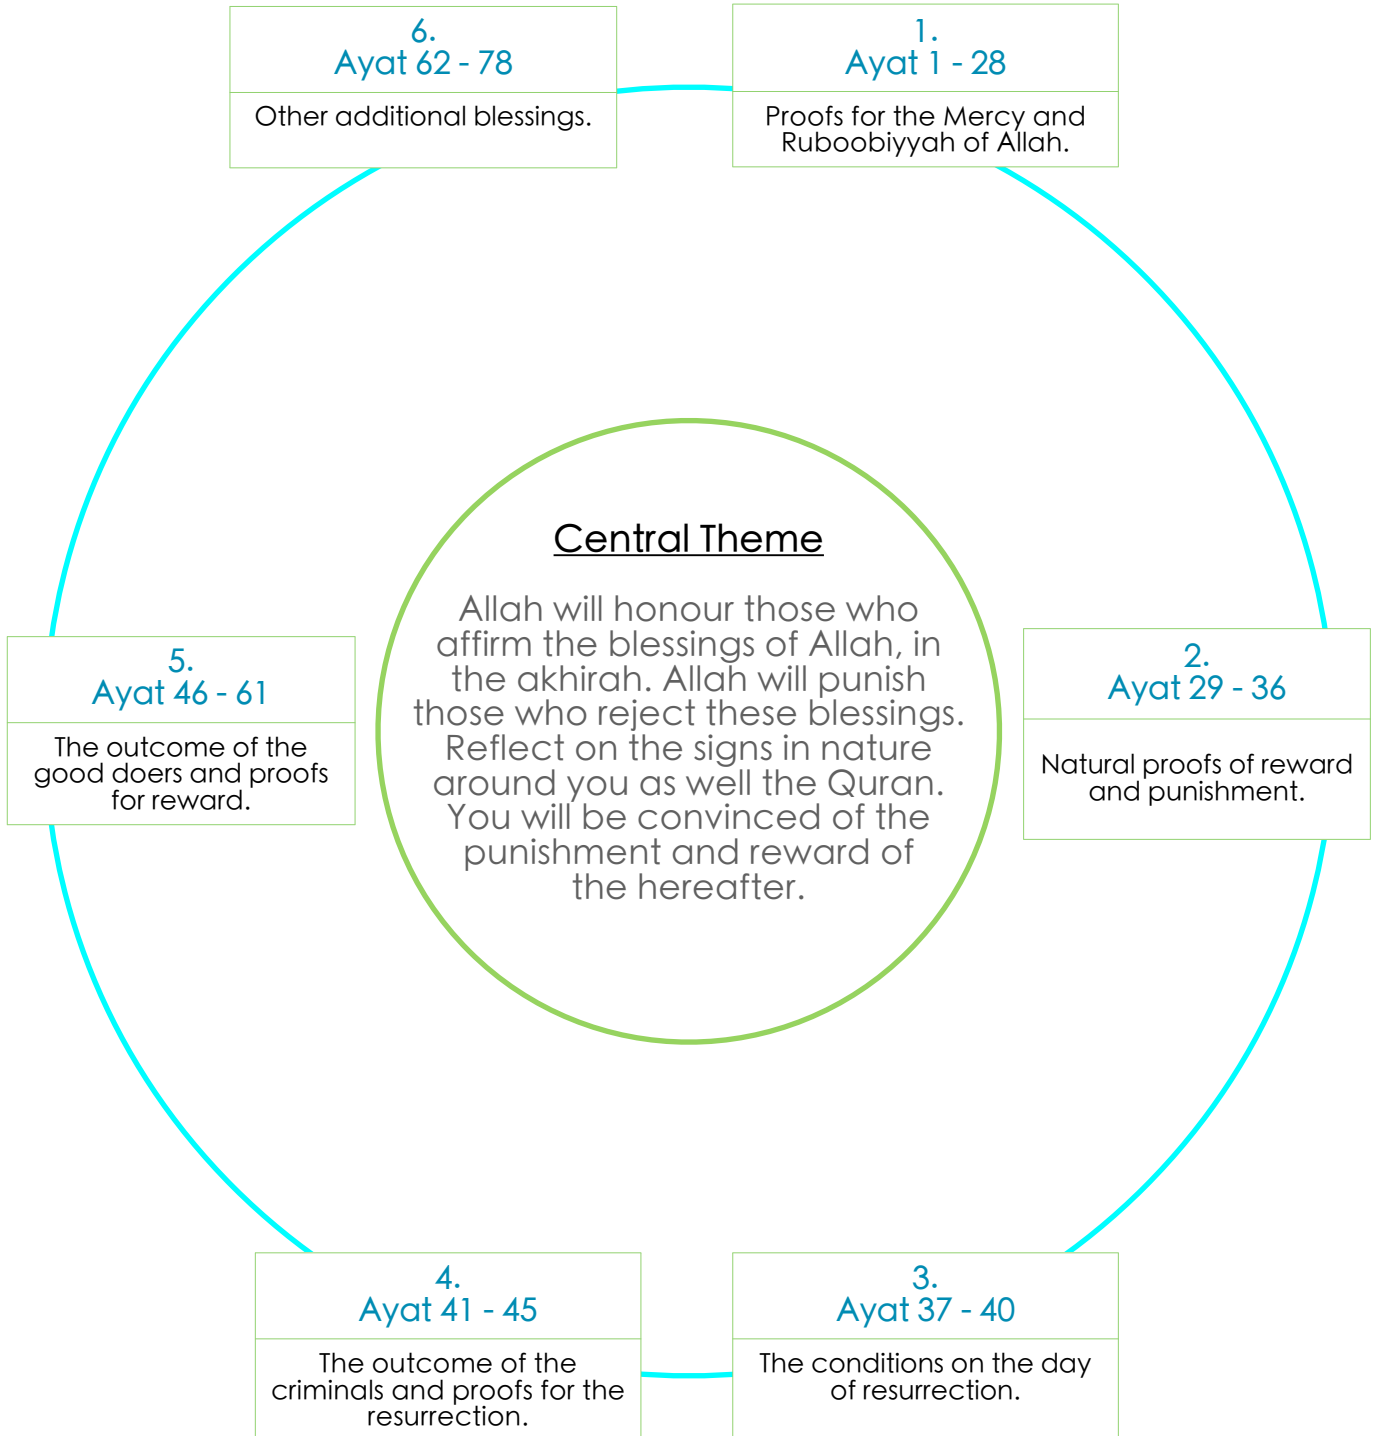 6.
Ayat 62 - 78
Other additional blessings.
1.
Ayat 1 - 28
Proofs for the Mercy and
Ruboobiyyah of Allah.
Central Theme
Allah will honour those who
affirm the blessings of Allah, in
the akhirah. Allah will punish
those who reject these blessings.
Reflect on the signs in nature
around you as well the Quran.
You will be convinced of the
punishment and reward of
the hereafter.
5.
Ayat 46 - 61
The outcome of the
good doers and proofs
for reward.
2.
Ayat 29 - 36
Natural proofs of reward
and punishment.
4.
Ayat 41 - 45
The outcome of the
criminals and proofs for the
resurrection.
3.
Ayat 37 - 40
The conditions on the day
of resurrection.